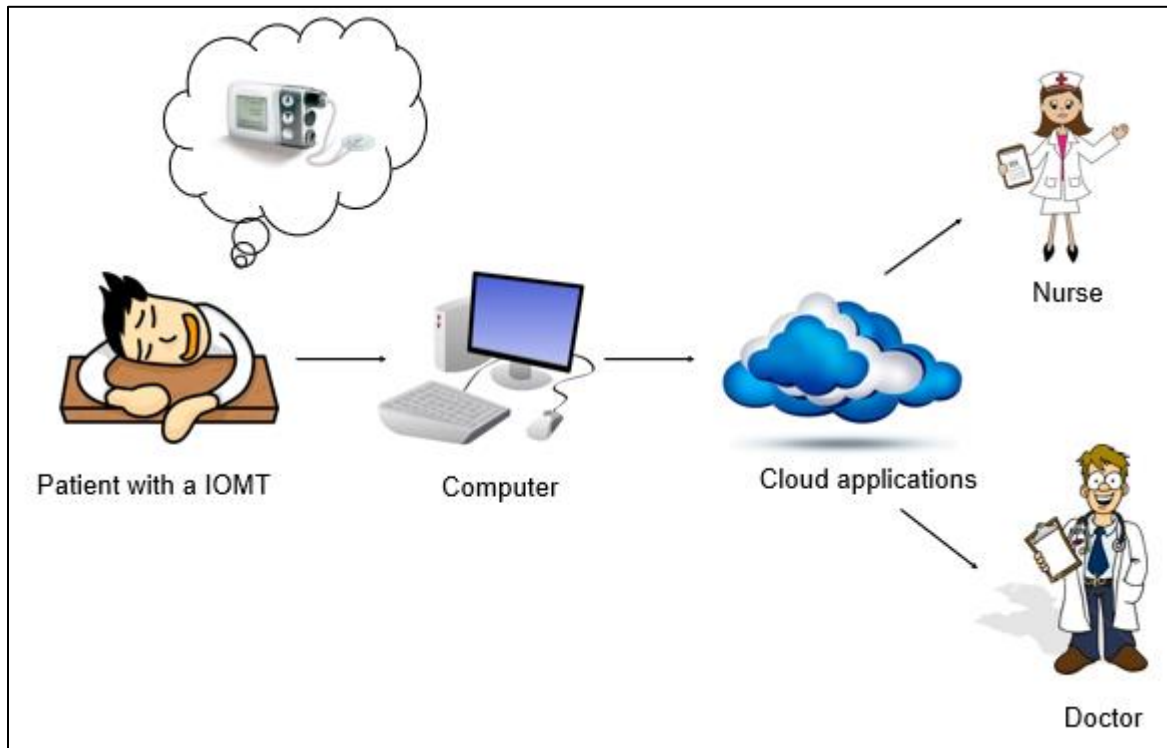 Nurse
Patient with a IOMT
Computer
Cloud applications
Doctor